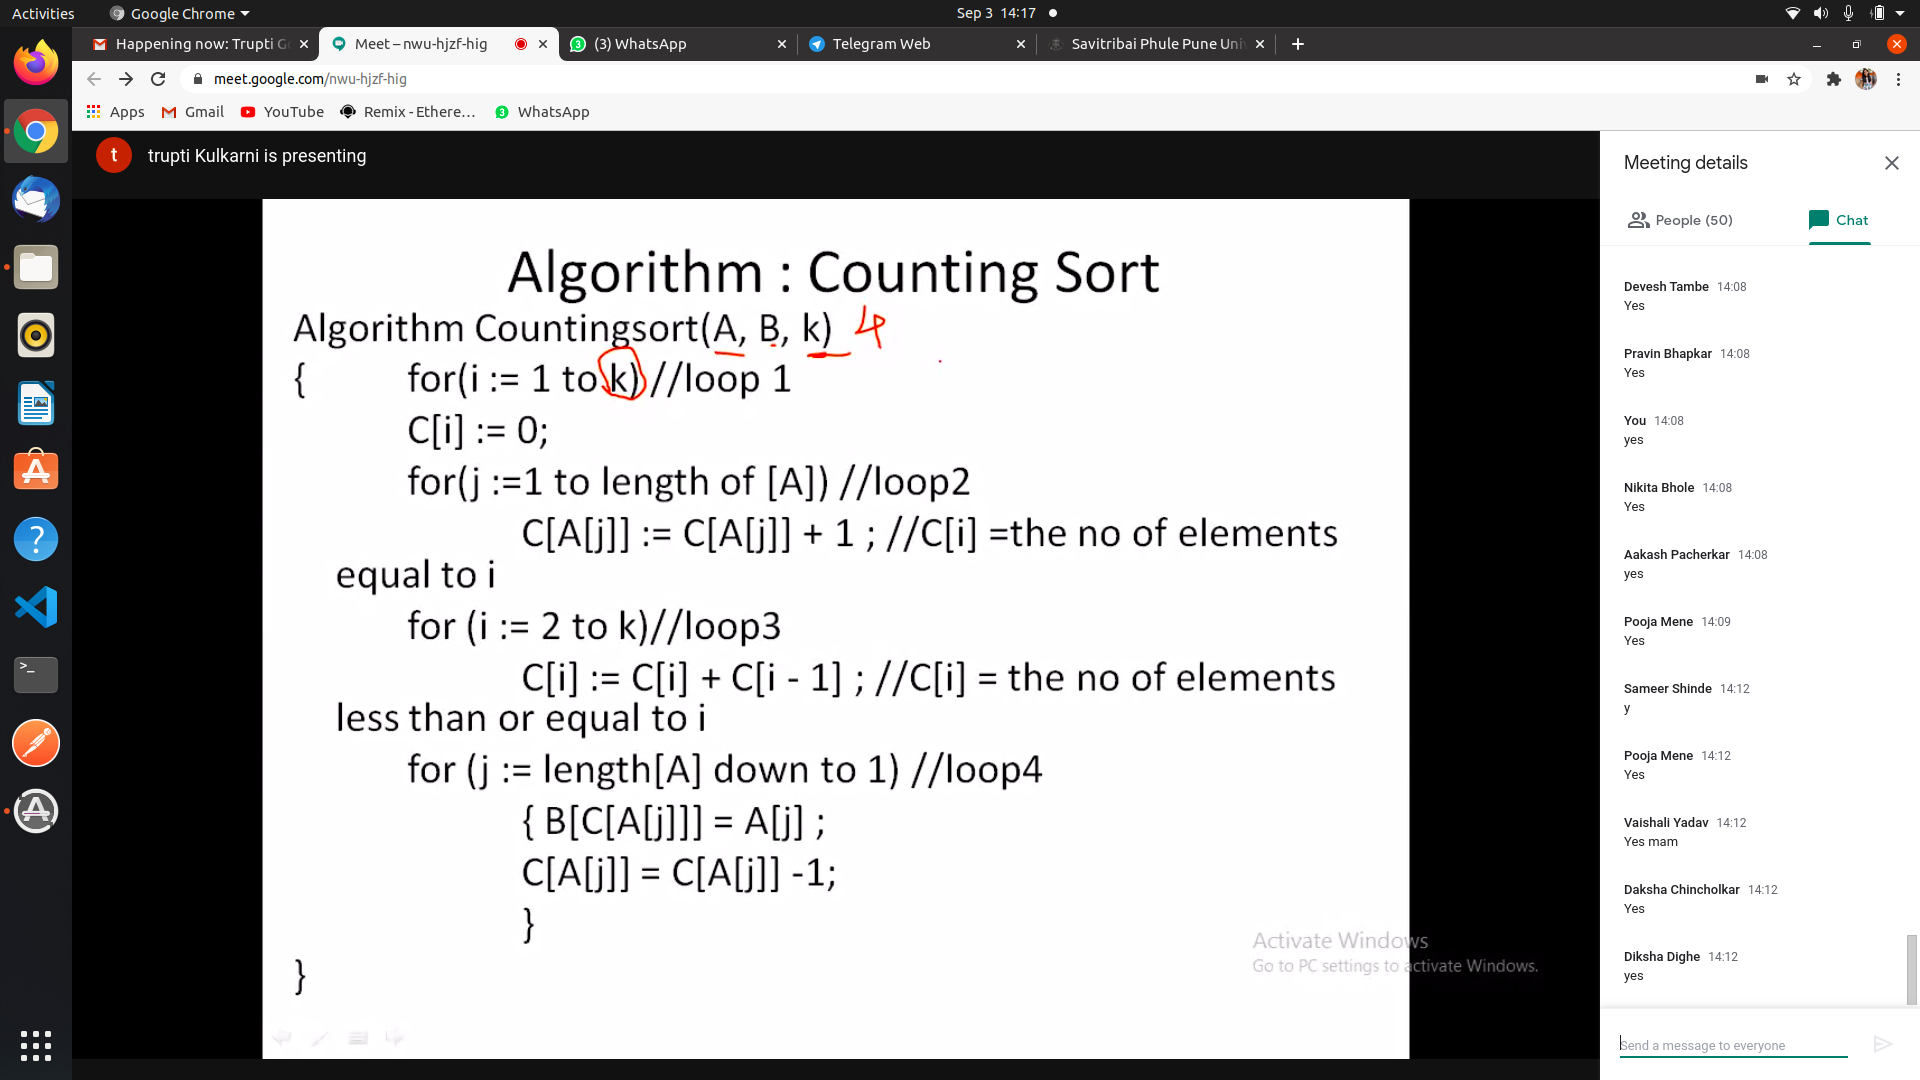 Activities
Google Chrome
Sep 3 14:17
Happening now: Trupti G
Meet – nwu-hjzf-hig
(3) WhatsApp
Telegram Web
Savitribai Phule Pune Uni
meet.google.com/nwu-hjzf-hig
Apps
Gmail
YouTube
Remix - Ethere…
3
WhatsApp
t
trupti Kulkarni is presenting
Algorithm : Counting Sort
Algorithm Countingsort(A, B, k) 4
{ for(i := 1 to k) //loop 1
C[i] := 0;
for(j :=1 to length of [A]) //loop2
C[A[j]] := C[A[j]] + 1 ; //C[i] =the no of elements
equal to i
for (i := 2 to k)//loop3
C[i] := C[i] + C[i - 1] ; //C[i] = the no of elements
less than or equal to i
for (j := length[A] down to 1) //loop4
{ B[C[A[j]]] = A[j] ;
C[A[j]] = C[A[j]] -1;
}
}
Activate Windows
Go to PC settings to activate Windows.
Meeting details
People (50)
Chat
Devesh Tambe 14:08
Yes
Pravin Bhapkar 14:08
Yes
You 14:08
yes
Nikita Bhole 14:08
Yes
Aakash Pacherkar 14:08
yes
Pooja Mene 14:09
Yes
Sameer Shinde 14:12
y
Pooja Mene 14:12
Yes
Vaishali Yadav 14:12
Yes mam
Daksha Chincholkar 14:12
Yes
Diksha Dighe 14:12
yes
Send a message to everyone